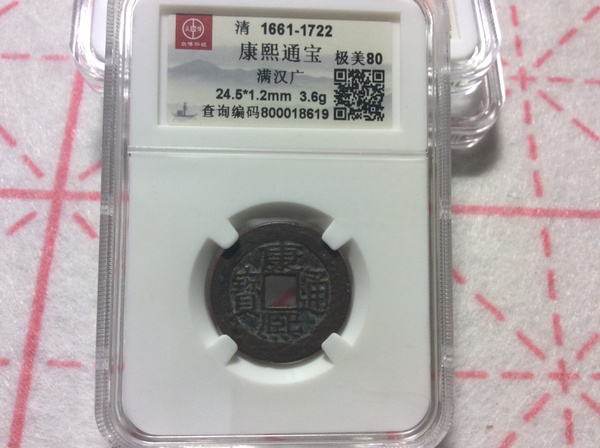 清 1661-1722
康熙通宝 极美80
满汉广
24.5*1.2mm 3.6g
查询编码800018619
康熙通寶